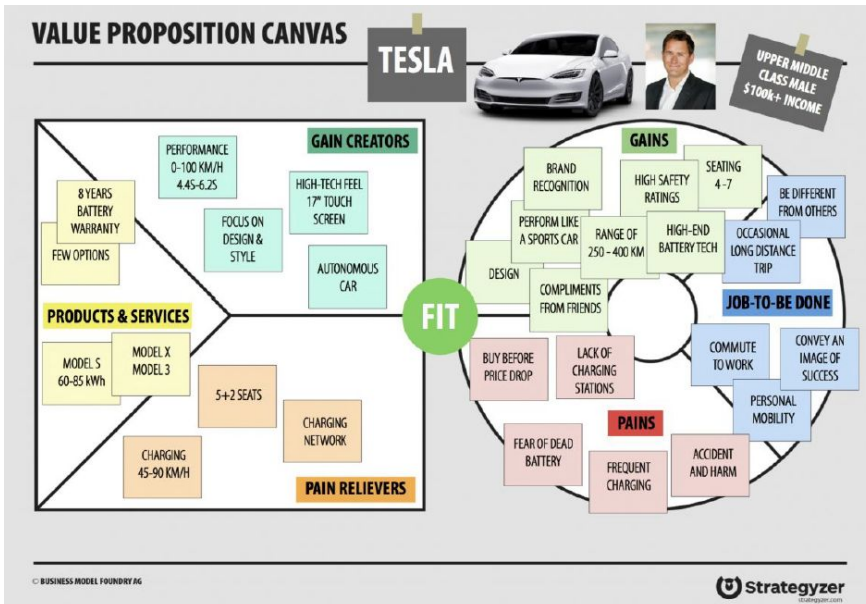 VALUE PROPOSITION CANVAS
TESLA
UPPER MIDDLE
CLASS MALE
$100k+ INCOME
GAIN CREATORS
PERFORMANCE
0-100 KM/H
4.4S-6.2S
HIGH-TECH FEEL
17" TOUCH
SCREEN
FOCUS ON
DESIGN &
STYLE
AUTONOMOUS
CAR
8 YEARS
BATTERY
WARRANTY
FEW OPTIONS
PRODUCTS & SERVICES
MODEL S
60-85 kWh
MODEL X
MODEL 3
5+2 SEATS
CHARGING
NETWORK
CHARGING
45-90 KM/H
PAIN RELIEVERS
FIT
GAINS
BRAND
RECOGNITION
HIGH SAFETY
RATINGS
SEATING
4 -7
PERFORM LIKE
A SPORTS CAR
RANGE OF
250 - 400 KM
HIGH-END
BATTERY TECH
DESIGN
COMPLIMENTS
FROM FRIENDS
BE DIFFERENT
FROM OTHERS
OCCASIONAL
LONG DISTANCE
TRIP
JOB-TO-BE DONE
COMMUTE
TO WORK
CONVEY AN
IMAGE OF
SUCCESS
PERSONAL
MOBILITY
BUY BEFORE
PRICE DROP
LACK OF
CHARGING
STATIONS
PAINS
FEAR OF DEAD
BATTERY
FREQUENT
CHARGING
ACCIDENT
AND HARM
© BUSINESS MODEL FOUNDRY AG
Strategyzer
strategyzer.com